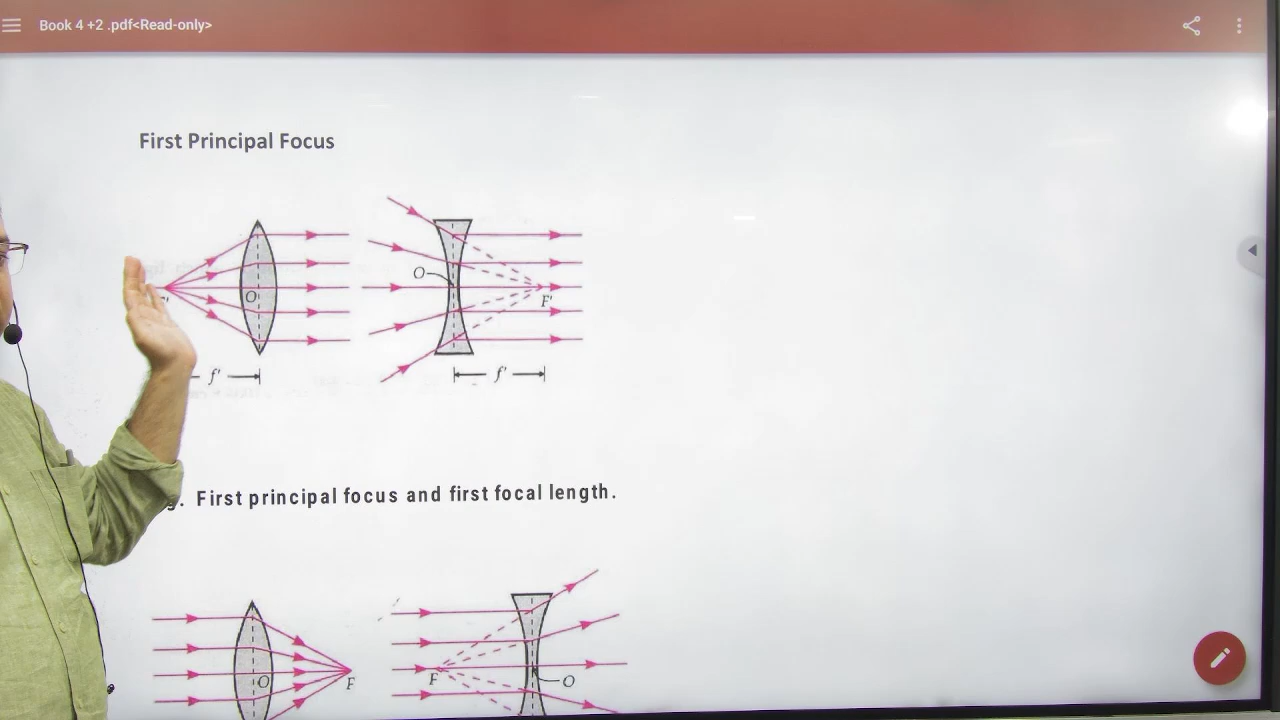 Book 4 +2 .pdf<Read-only>
First Principal Focus
O
O
F'
f'
f'
g. First principal focus and first focal length.
O
F
F
O